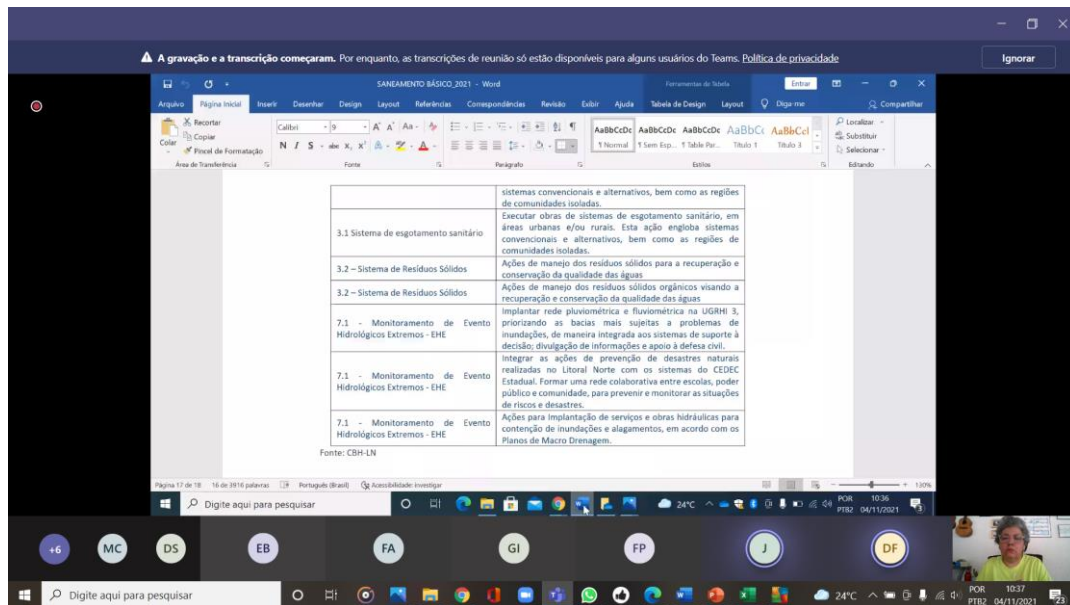 A gravação e a transcrição começaram. Por enquanto, as transcrições de reunião só estão disponíveis para alguns usuários do Teams. Política de privacidade
Ignorar
SANEAMENTO BÁSICO_2021 - Word
Ferramentas de Tabela
Entrar
Arquivo Página Inicial Inserir Desenhar Design Layout Referências Correspondências Revisão Exibir Ajuda Tabela de Design Layout Diga-me Compartilhar
Colar
Recortar
Copiar
Pincel de Formatação
Calibri 9
N I S
AaBbCcDc AaBbCcDc AaBbCcDc AaBbCc AaBbCcI
1 Normal 1 Sem Esp... 1 Table Par... Título 1 Título 3
Localizar
Substituir
Selecionar
Área de Transferência Fonte Parágrafo Estilos Editando
sistemas convencionais e alternativos, bem como as regiões
de comunidades isoladas.
3.1 Sistema de esgotamento sanitário
Executar obras de sistemas de esgotamento sanitário, em
áreas urbanas e/ou rurais. Esta ação engloba sistemas
convencionais e alternativos, bem como as regiões de
comunidades isoladas.
3.2 – Sistema de Resíduos Sólidos
Ações de manejo dos resíduos sólidos para a recuperação e
conservação da qualidade das águas
3.2 – Sistema de Resíduos Sólidos
Ações de manejo dos resíduos sólidos orgânicos visando a
recuperação e conservação da qualidade das águas
7.1 - Monitoramento de Evento
Hidrológicos Extremos - EHE
Implantar rede pluviométrica e fluviométrica na UGRHI 3,
priorizando as bacias mais sujeitas a problemas de
inundações, de maneira integrada aos sistemas de suporte à
decisão; divulgação de informações e apoio à defesa civil.
7.1 - Monitoramento de Evento
Hidrológicos Extremos - EHE
Integrar as ações de prevenção de desastres naturais
realizadas no Litoral Norte com os sistemas do CEDEC
Estadual. Formar uma rede colaborativa entre escolas, poder
público e comunidade, para prevenir e monitorar as situações
de riscos e desastres.
7.1 - Monitoramento de Evento
Hidrológicos Extremos - EHE
Ações para Implantação de serviços e obras hidráulicas para
contenção de inundações e alagamentos, em acordo com os
Planos de Macro Drenagem.
Fonte: CBH-LN
Página 17 de 18 16 de 3916 palavras Português (Brasil) Acessibilidade: investigar 130%
Digite aqui para pesquisar 24°C POR 10:36
PTB2 04/11/2021
+6 MC DS EB FA GI FP J DF
Digite aqui para pesquisar 24°C POR 10:37
PTB2 04/11/2021 23